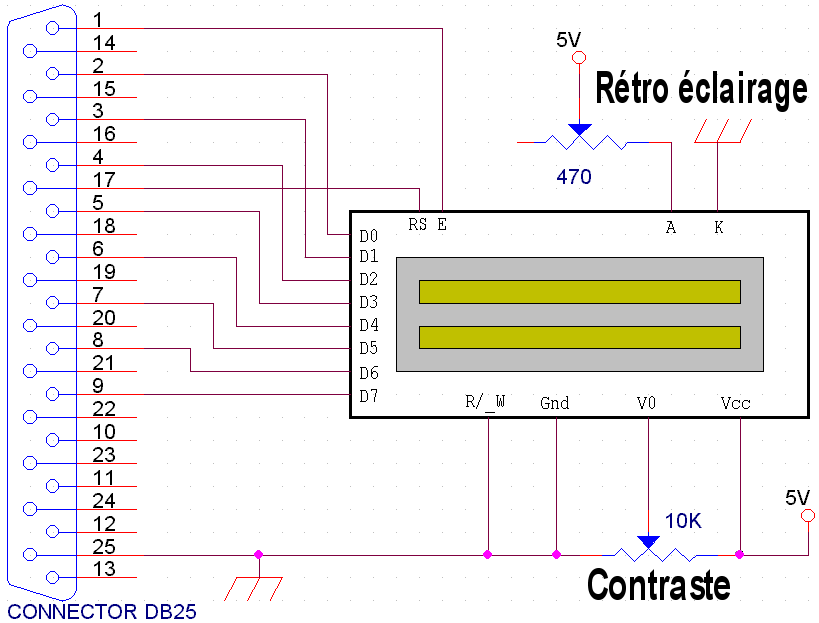 1
14
2
15
3
16
4
17
5
18
6
19
7
20
8
21
9
22
10
23
11
24
12
25
13
CONNECTOR DB25
5V
Rétro éclairage
470
RS E
A K
D0
D1
D2
D3
D4
D5
D6
D7
R/_W Gnd V0 Vcc
5V
10K
Contraste